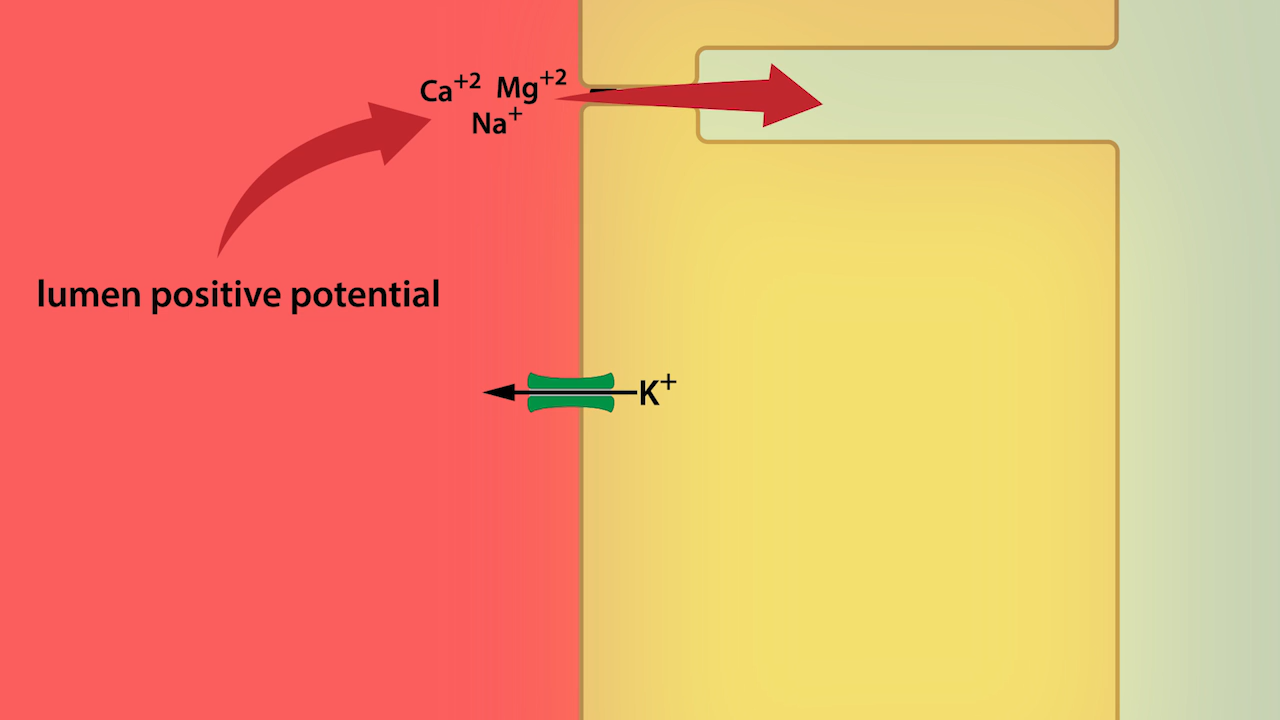 Ca+2 Mg+2
Na+
lumen positive potential
K+